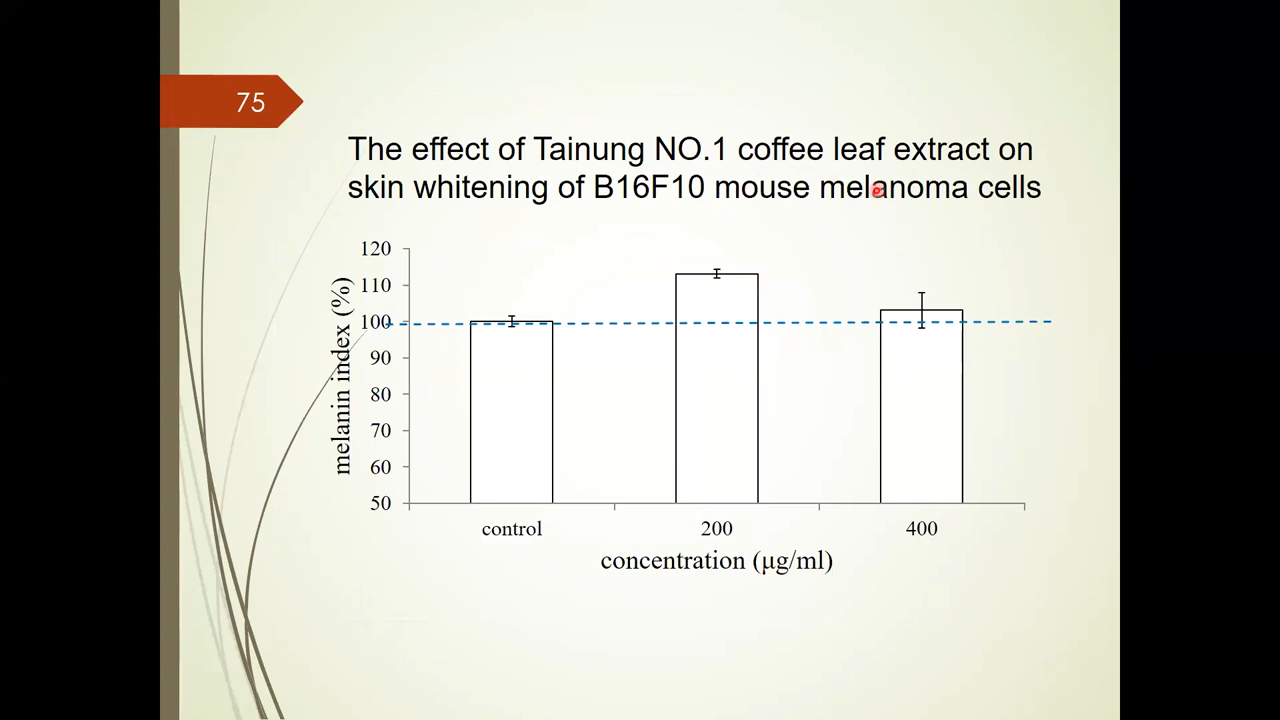 75
The effect of Tainung NO.1 coffee leaf extract on
skin whitening of B16F10 mouse melanoma cells
melanin index (%)
120
110
100
90
80
70
60
50
control 200 400
concentration (μg/ml)